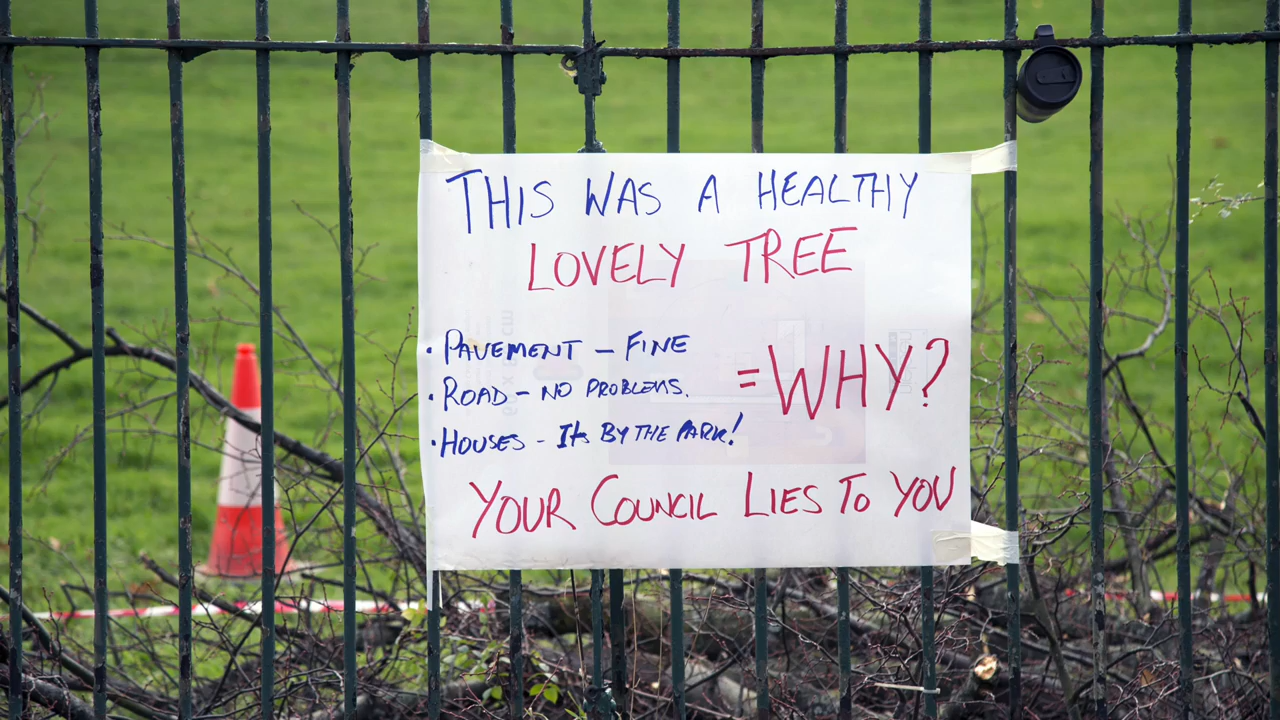 THIS WAS A HEALTHY
LOVELY TREE
• PAVEMENT – FINE
• ROAD – NO PROBLEMS.
• HOUSES – Its BY THE PARK!
= WHY?
YOUR COUNCIL LIES TO YOU